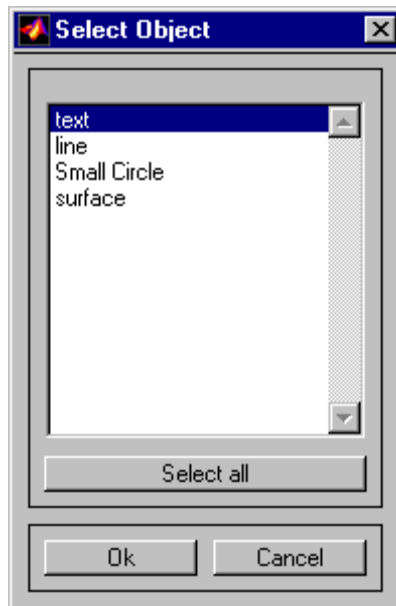 Select Object
text
line
Small Circle
surface
Select all
Ok
Cancel